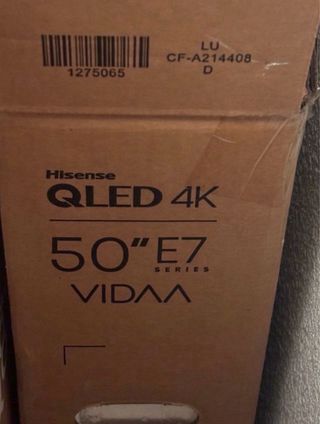 LU
CF-A214408
D
1275065
Hisense
QLED 4K
50" E7
SERIES
VIDAA